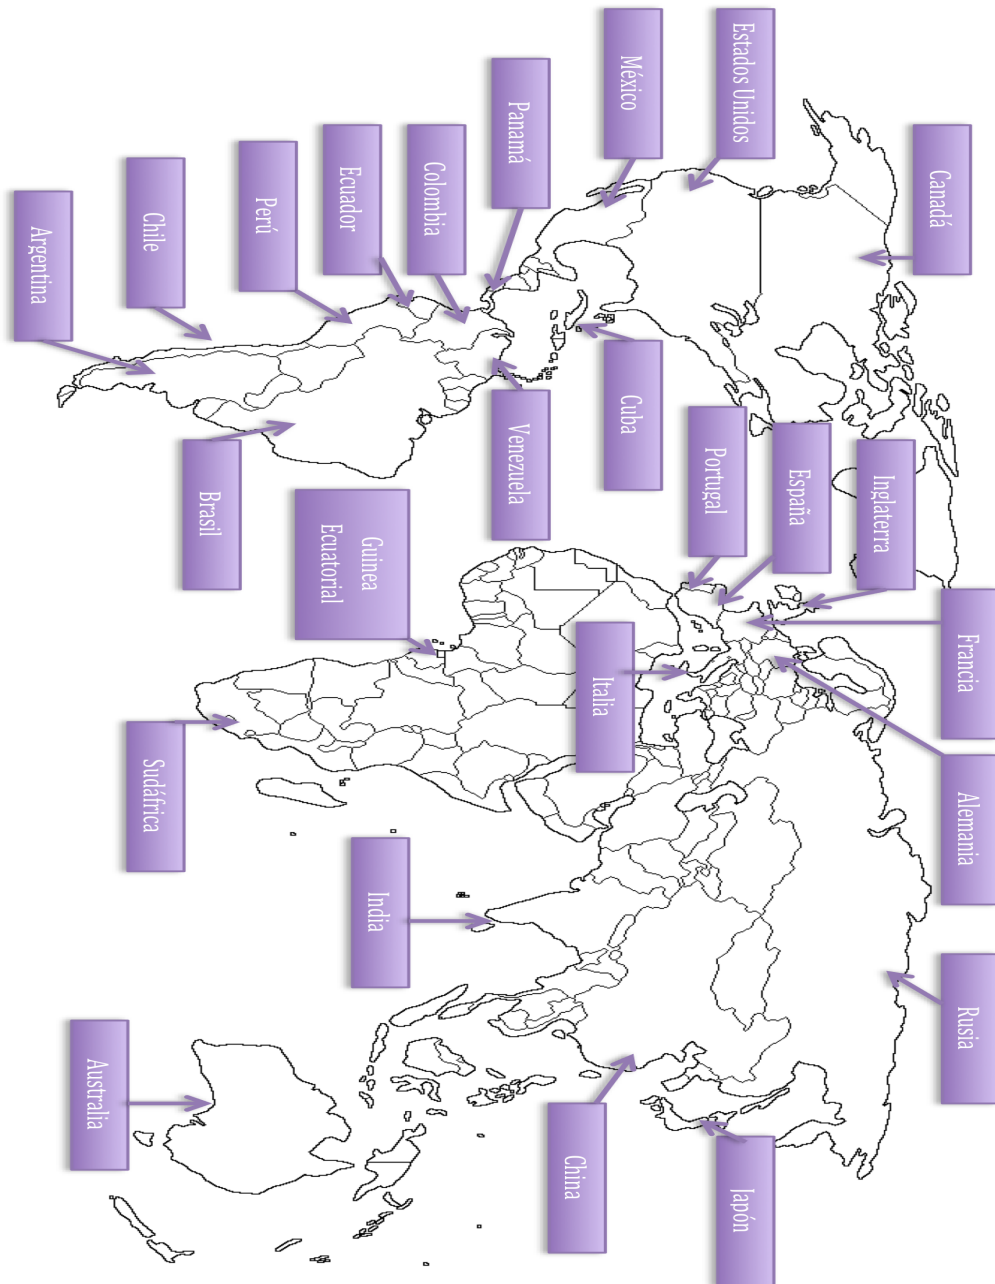 Canadá
Estados Unidos
México
Panamá
Colombia
Ecuador
Perú
Chile
Argentina
Cuba
Venezuela
Brasil
Inglaterra
España
Portugal
Guinea
Ecuatorial
Francia
Alemania
Italia
Sudáfrica
Rusia
India
China
Japón
Australia